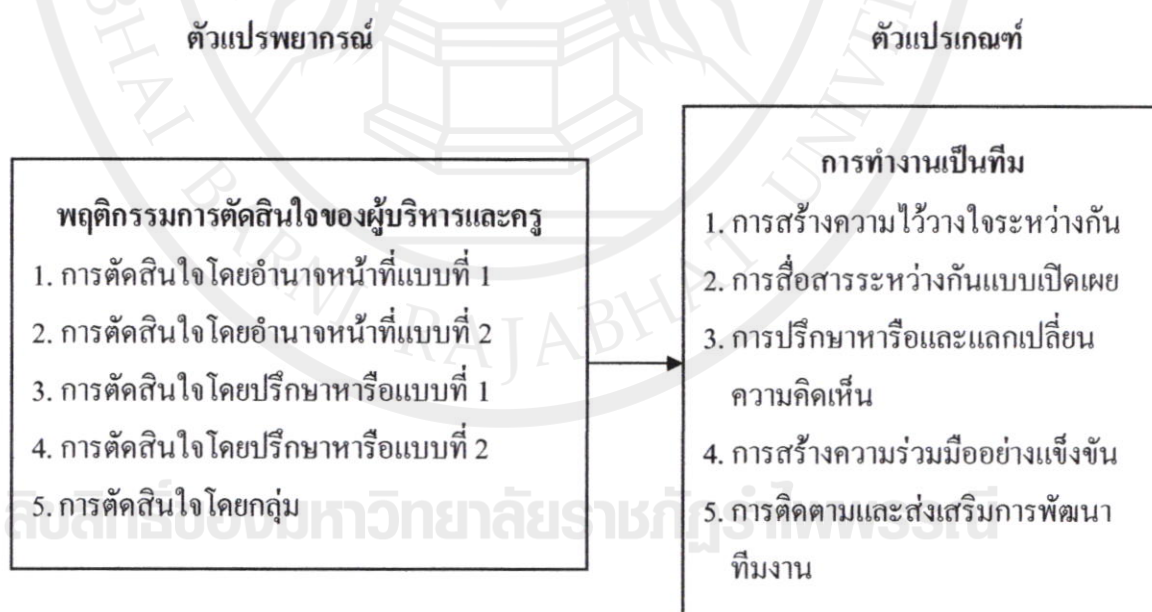 ตัวแปรพยากรณ์
ตัวแปรเกณฑ์
พฤติกรรมการตัดสินใจของผู้บริหารและครู
1. การตัดสินใจโดยอำนาจหน้าที่แบบที่ 1
2. การตัดสินใจโดยอำนาจหน้าที่แบบที่ 2
3. การตัดสินใจโดยปรึกษาหารือแบบที่ 1
4. การตัดสินใจโดยปรึกษาหารือแบบที่ 2
5. การตัดสินใจโดยกลุ่ม
การทำงานเป็นทีม
1. การสร้างความไว้วางใจระหว่างกัน
2. การสื่อสารระหว่างกันแบบเปิดเผย
3. การปรึกษาหารือและแลกเปลี่ยน
ความคิดเห็น
4. การสร้างความร่วมมืออย่างแข็งขัน
5. การติดตามและส่งเสริมการพัฒนา
ทีมงาน
BHAI BARNI RAJABHAT
ลิขสิทธิ์ของมหาวิทยาลัยราชภัฏรำไพพรรณี